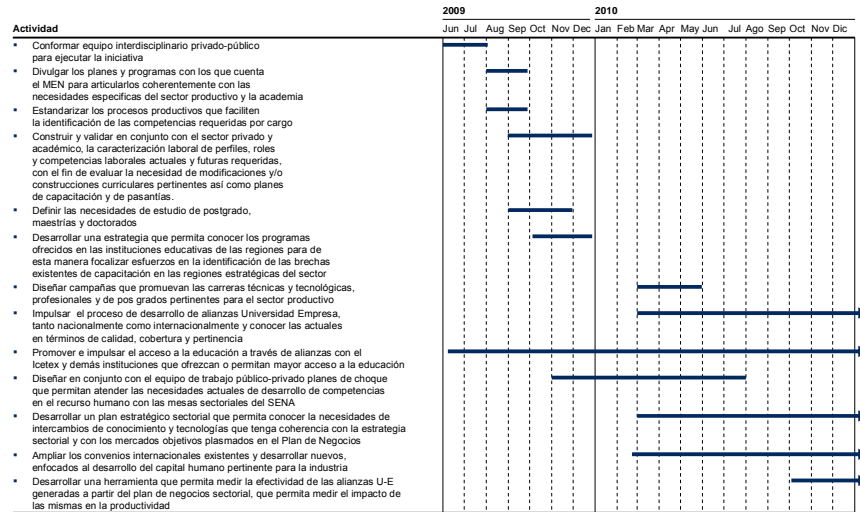 2009 2010
Actividad Jun Jul Aug Sep Oct Nov Dec Jan Feb Mar Apr May Jun Jul Ago Sep Oct Nov Dic
▪ Conformar equipo interdisciplinario privado-público
para ejecutar la iniciativa
▪ Divulgar los planes y programas con los que cuenta
el MEN para articularlos coherentemente con las
necesidades especificas del sector productivo y la academia
▪ Estandarizar los procesos productivos que faciliten
la identificación de las competencias requeridas por cargo
▪ Construir y validar en conjunto con el sector privado y
académico, la caracterización laboral de perfiles, roles
y competencias laborales actuales y futuras requeridas,
con el fin de evaluar la necesidad de modificaciones y/o
construcciones curriculares pertinentes así como planes
de capacitación y de pasantías.
▪ Definir las necesidades de estudio de postgrado,
maestrías y doctorados
▪ Desarrollar una estrategia que permita conocer los programas
ofrecidos en las instituciones educativas de las regiones para de
esta manera focalizar esfuerzos en la identificación de las brechas
existentes de capacitación en las regiones estratégicas del sector
▪ Diseñar campañas que promuevan las carreras técnicas y tecnológicas,
profesionales y de pos grados pertinentes para el sector productivo
▪ Impulsar el proceso de desarrollo de alianzas Universidad Empresa,
tanto nacionalmente como internacionalmente y conocer las actuales
en términos de calidad, cobertura y pertinencia
▪ Promover e impulsar el acceso a la educación a través de alianzas con el
Icetex y demás instituciones que ofrezcan o permitan mayor acceso a la educación
▪ Diseñar en conjunto con el equipo de trabajo público-privado planes de choque
que permitan atender las necesidades actuales de desarrollo de competencias
en el recurso humano con las mesas sectoriales del SENA
▪ Desarrollar un plan estratégico sectorial que permita conocer la necesidades de
intercambios de conocimiento y tecnologías que tenga coherencia con la estrategia
sectorial y con los mercados objetivos plasmados en el Plan de Negocios
▪ Ampliar los convenios internacionales existentes y desarrollar nuevos,
enfocados al desarrollo del capital humano pertinente para la industria
▪ Desarrollar una herramienta que permita medir la efectividad de las alianzas U-E
generadas a partir del plan de negocios sectorial, que permita medir el impacto de
las mismas en la productividad